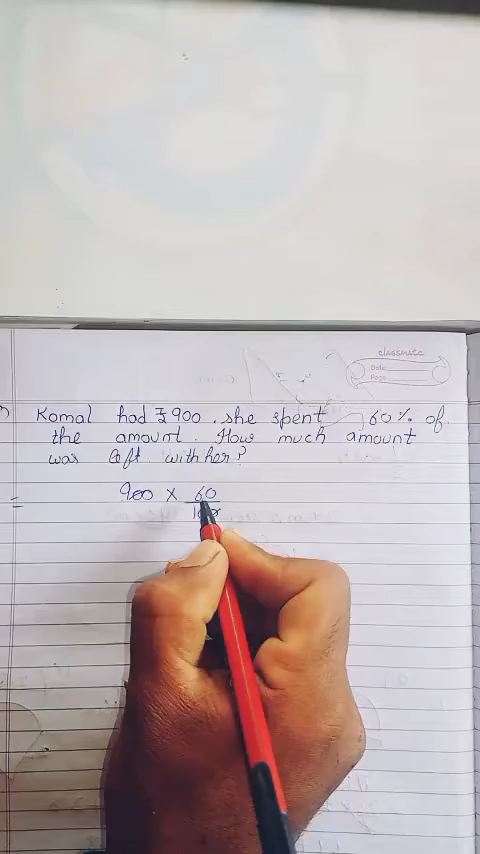 classmate
Date
Page
Komal had ₹900. she spent 60% of
the amount. How much amount
was left with her?
900 × 60
100